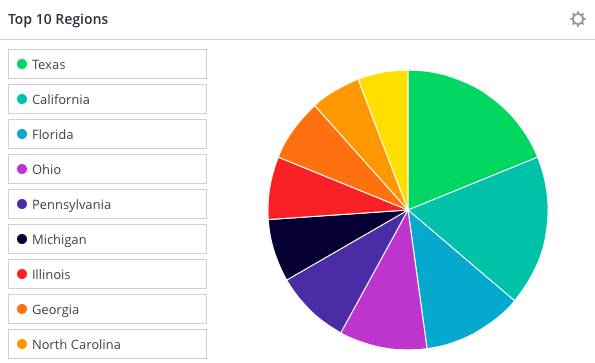 Top 10 Regions
Texas
California
Florida
Ohio
Pennsylvania
Michigan
Illinois
Georgia
North Carolina